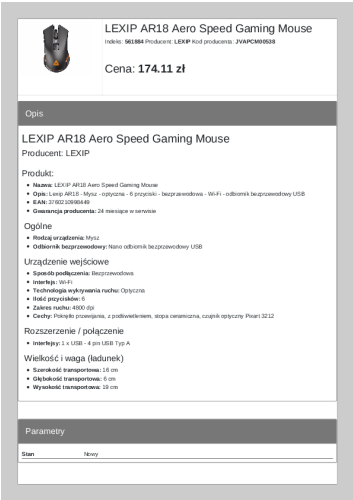 LEXIP AR18 Aero Speed Gaming Mouse
Indeks: 561884 Producent: LEXIP Kod producenta: JVAPCM00538
Cena: 174.11 zł
Opis
LEXIP AR18 Aero Speed Gaming Mouse
Producent: LEXIP
Produkt:
Nazwa: LEXIP AR18 Aero Speed Gaming Mouse
Opis: Lexip AR18 - Mysz - optyczna - 6 przyciski - bezprzewodowa - Wi-Fi - odbiornik bezprzewodowy USB
EAN: 3760210998449
Gwarancja producenta: 24 miesiące w serwisie
Ogólne
Rodzaj urządzenia: Mysz
Odbiornik bezprzewodowy: Nano odbiornik bezprzewodowy USB
Urządzenie wejściowe
Sposób podłączenia: Bezprzewodowa
Interfejs: Wi-Fi
Technologia wykrywania ruchu: Optyczna
Ilość przycisków: 6
Zakres ruchu: 4800 dpi
Cechy: Pokrętło przewijania, z podświetleniem, stopa ceramiczna, czujnik optyczny Pixart 3212
Rozszerzenie / połączenie
Interfejsy: 1 x USB - 4 pin USB Typ A
Wielkość i waga (ładunek)
Szerokość transportowa: 16 cm
Głębokość transportowa: 6 cm
Wysokość transportowa: 19 cm
Parametry
Stan Nowy